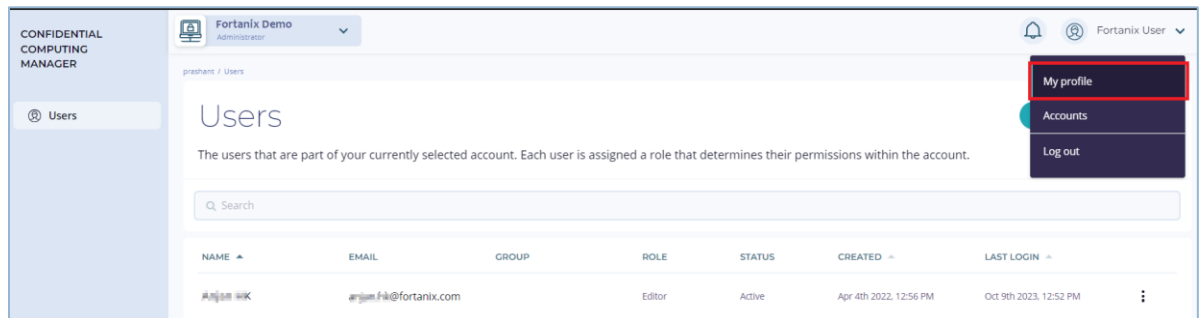 CONFIDENTIAL
COMPUTING
MANAGER
Users
Fortanix Demo
Administrator
Fortanix User
My profile
Accounts
Log out
prashant / Users
Users
The users that are part of your currently selected account. Each user is assigned a role that determines their permissions within the account.
Search
NAME EMAIL GROUP ROLE STATUS CREATED LAST LOGIN
@fortanix.com Editor Active Apr 4th 2022, 12:56 PM Oct 9th 2023, 12:52 PM